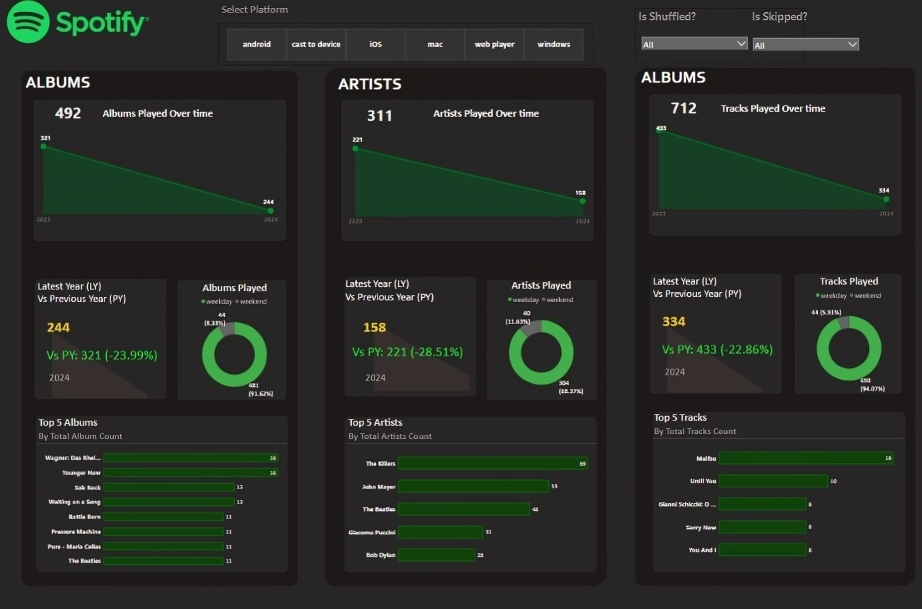 Spotify
Select Platform
android
cast to device
iOS
mac
web player
windows
Is Shuffled?
Is Skipped?
All
All
ALBUMS
492
Albums Played Over time
321
244
2024
Latest Year (LY)
Vs Previous Year (PY)
244
Vs PY: 321 (-23.99%)
2024
Albums Played
weekday
weekend
44
(8.38%)
481
(91.62%)
Top 5 Albums
By Total Album Count
Wagner: Das Rhei...
16
Younger Now
16
Sob Rock
13
Waiting on a Song
13
Battle Born
11
Pressure Machine
11
Pure - Maria Callas
11
The Beatles
11
ARTISTS
311
Artists Played Over time
221
158
2023
2024
Latest Year (LY)
Vs Previous Year (PY)
158
Vs PY: 221 (-28.51%)
2024
Artists Played
weekday
weekend
40
(11.63%)
304
(88.37%)
Top 5 Artists
By Total Artists Count
The Killers
69
John Mayer
55
The Beatles
48
Giacomo Puccini
Bob Dylan
ALBUMS
712
Tracks Played Over time
433
334
2023
2024
Latest Year (LY)
Vs Previous Year (PY)
334
Vs PY: 433 (-22.86%)
2024
Tracks Played
weekday
weekend
44 (5.93%)
698
(94.07%)
Top 5 Tracks
By Total Tracks Count
Malibu
16
Until You
10
Gianni Schicchi: O ...
8
Sorry Now
8
You And I
8